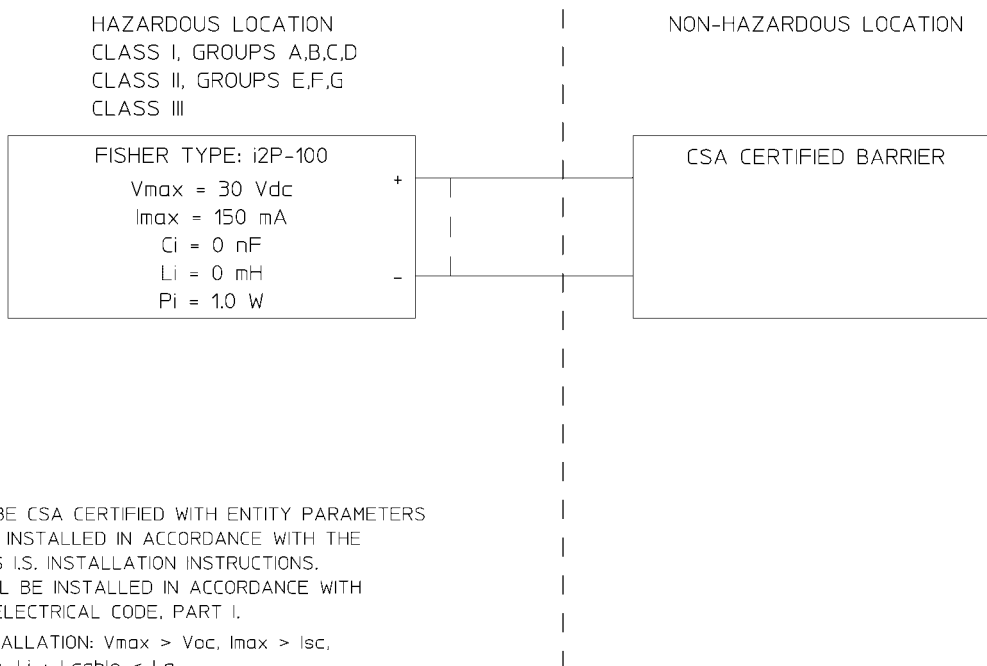 HAZARDOUS LOCATION
CLASS I, GROUPS A,B,C,D
CLASS II, GROUPS E,F,G
CLASS III
NON-HAZARDOUS LOCATION
FISHER TYPE: i2P-100
Vmax = 30 Vdc
Imax = 150 mA
Ci = 0 nF
Li = 0 mH
Pi = 1.0 W
+
-
CSA CERTIFIED BARRIER
BE CSA CERTIFIED WITH ENTITY PARAMETERS
INSTALLED IN ACCORDANCE WITH THE
S I.S. INSTALLATION INSTRUCTIONS.
L BE INSTALLED IN ACCORDANCE WITH
ELECTRICAL CODE, PART I.
ALLATION: Vmax > Voc, Imax > Isc,